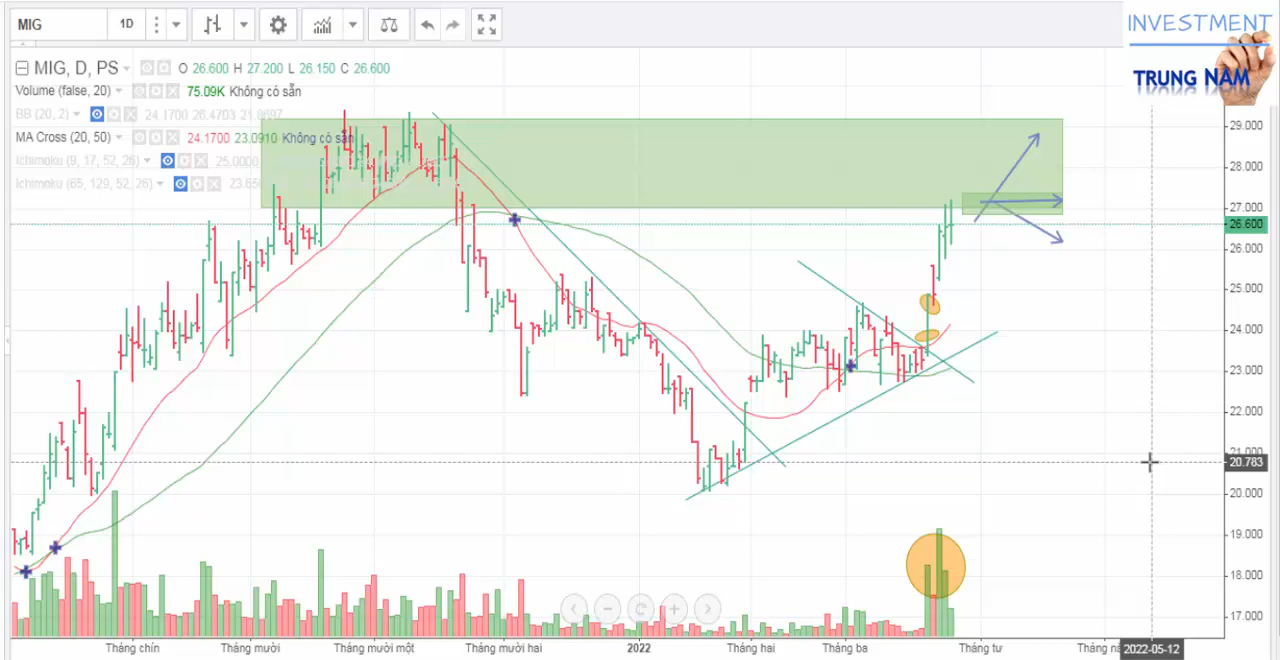 MIG 1D
INVESTMENT
TRUNG NAM
MIG, D, PS O 26.600 H 27.200 L 26.150 C 26.600
Volume (false, 20) 75.09K Không có sẵn
BB (20, 2) 24.1700 26.4703
MA Cross (20, 50) 24.1700 23.0910 Không có sẵn
Ichimoku (9, 17, 52, 26) 25.0000
Ichimoku (65, 129, 52, 26) 23.650
29.000
28.000
27.000
26.600
26.000
25.000
24.000
23.000
22.000
21.000
20.783
20.000
19.000
18.000
17.000
Tháng chín Tháng mười Tháng mười một Tháng mười hai 2022 Tháng hai Tháng ba Tháng tư 2022-05-12